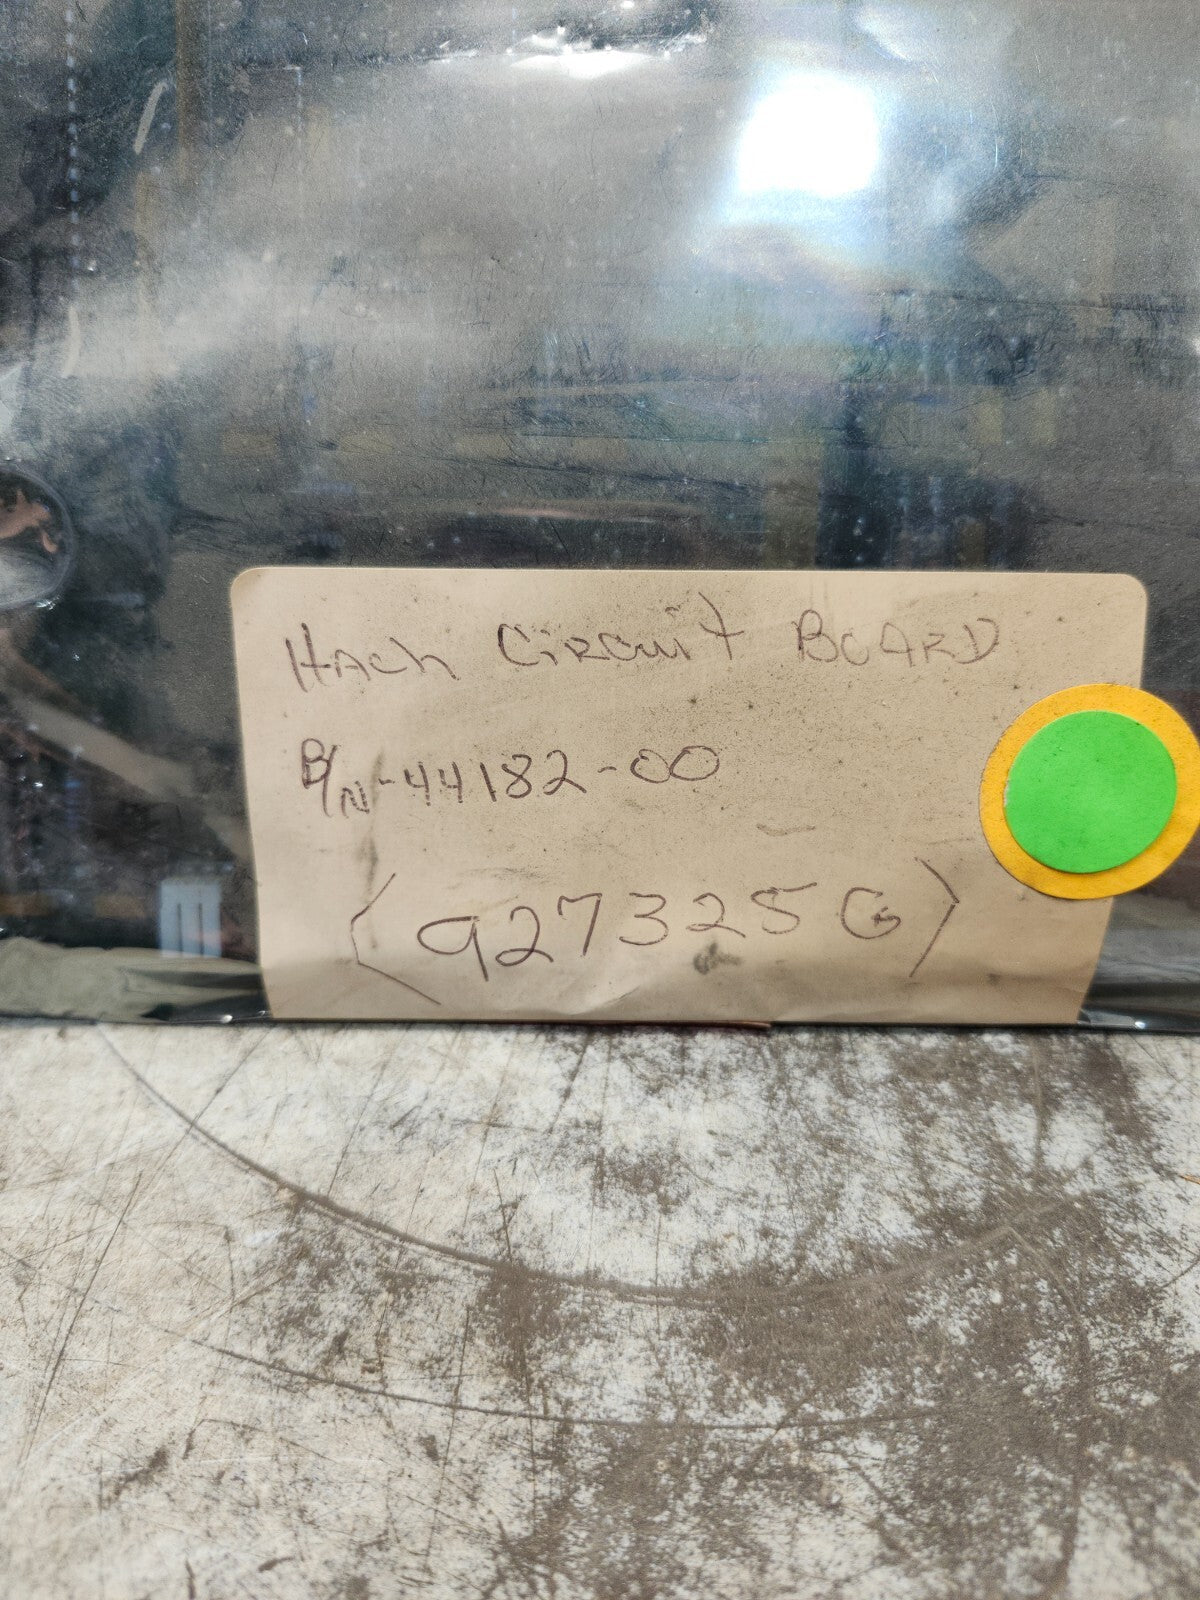 HACH CIRCUIT BOARD
P/N-44182-00
<927325G>